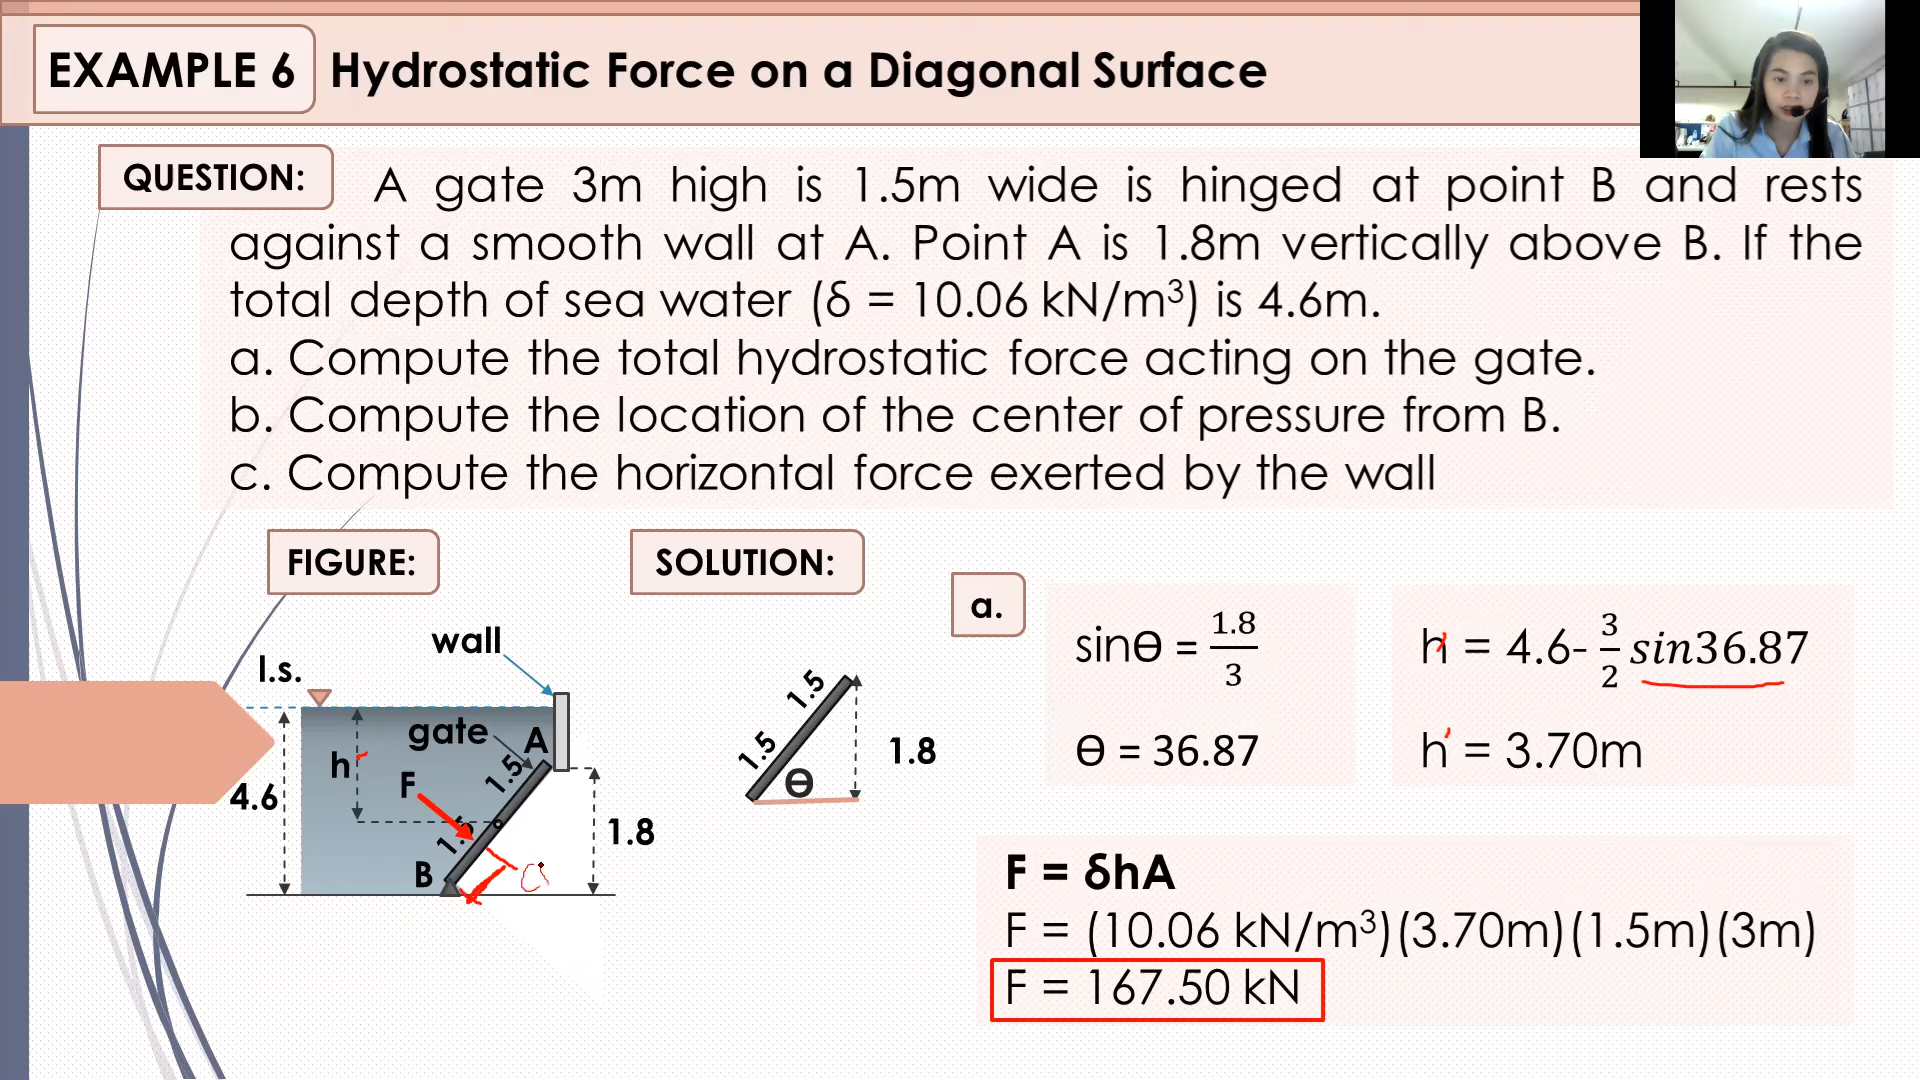 EXAMPLE 6
Hydrostatic Force on a Diagonal Surface
QUESTION:
A gate 3m high is 1.5m wide is hinged at point B and rests
against a smooth wall at A. Point A is 1.8m vertically above B. If the
total depth of sea water (δ = 10.06 kN/m³) is 4.6m.
a. Compute the total hydrostatic force acting on the gate.
b. Compute the location of the center of pressure from B.
c. Compute the horizontal force exerted by the wall
FIGURE:
SOLUTION:
wall
l.s.
gate
A
h
1.5
F
4.6
1.5
B
1.8
a
1.5
1.5
Θ
1.8
a.
sinΘ = 1.8/3
Θ = 36.87
h' = 4.6- 3/2 sin36.87
h' = 3.70m
F = δhA
F = (10.06 kN/m³)(3.70m)(1.5m)(3m)
F = 167.50 kN